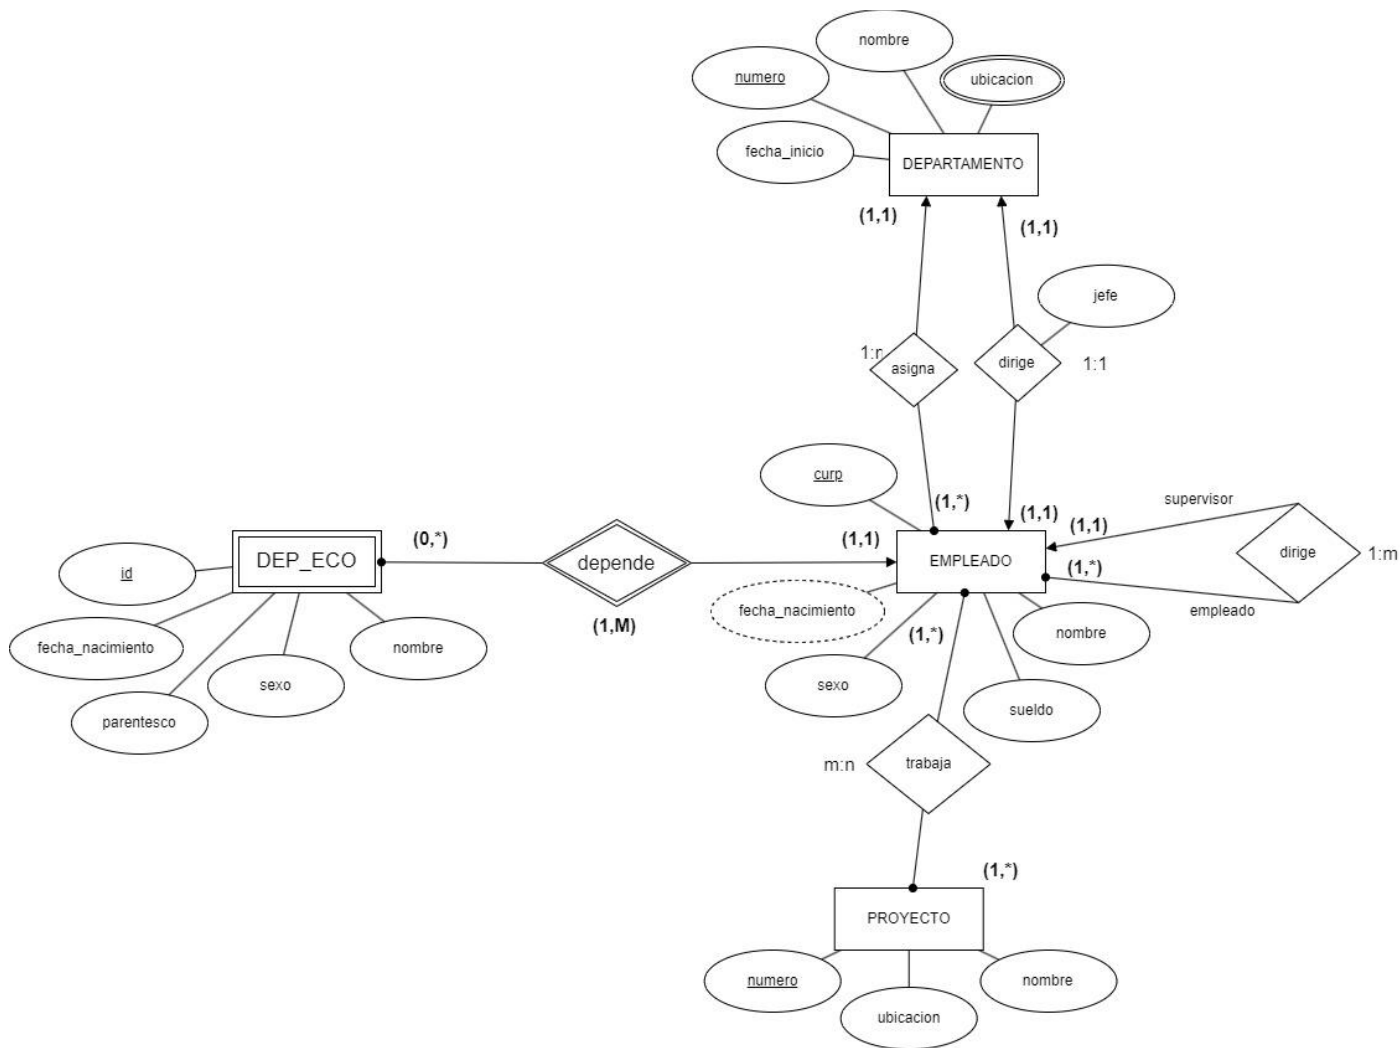 nombre
numero
ubicacion
fecha_inicio
DEPARTAMENTO
(1,1)
(1,1)
jefe
1:n
asigna
dirige
1:1
curp
(1,*)
(1,1)
supervisor
(1,1)
DEP_ECO
(0,*)
depende
(1,1)
EMPLEADO
dirige
1:m
(1,*)
empleado
id
fecha_nacimiento
(1,M)
fecha_nacimiento
(1,*)
nombre
nombre
sexo
sexo
sueldo
parentesco
m:n
trabaja
(1,*)
PROYECTO
numero
nombre
ubicacion